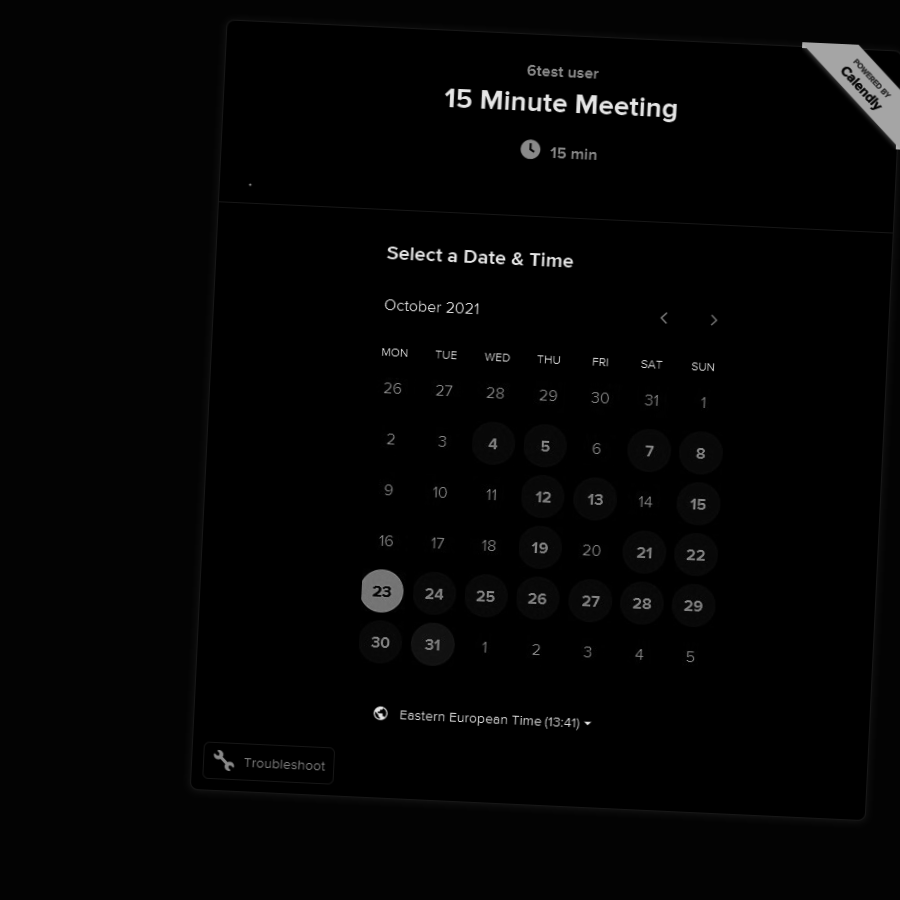 POWERED BY
Calendly
6test user
15 Minute Meeting
15 min
Select a Date & Time
October 2021
MON TUE WED THU FRI SAT SUN
26 27 28 29 30 31 1
2 3 4 5 6 7 8
9 10 11 12 13 14 15
16 17 18 19 20 21 22
23 24 25 26 27 28 29
30 31 1 2 3 4 5
Eastern European Time (13:41)
Troubleshoot